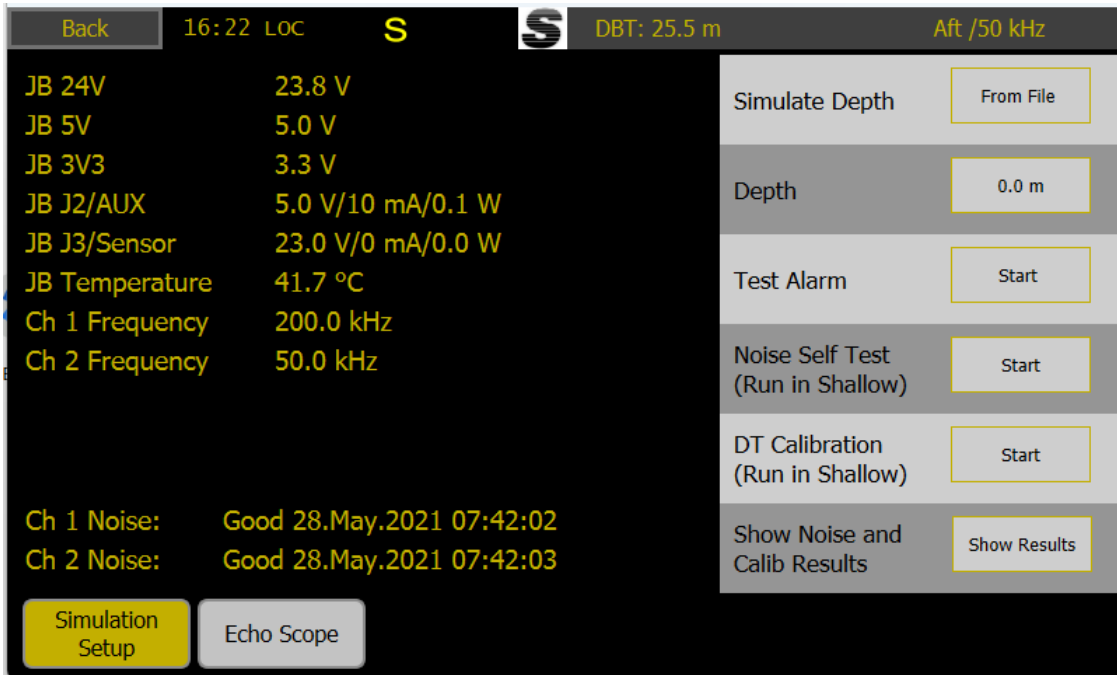 Back 16:22 LOC S S DBT: 25.5 m Aft /50 kHz
JB 24V 23.8 V
JB 5V 5.0 V
JB 3V3 3.3 V
JB J2/AUX 5.0 V/10 mA/0.1 W
JB J3/Sensor 23.0 V/0 mA/0.0 W
JB Temperature 41.7 °C
Ch 1 Frequency 200.0 kHz
Ch 2 Frequency 50.0 kHz
Ch 1 Noise: Good 28.May.2021 07:42:02
Ch 2 Noise: Good 28.May.2021 07:42:03
Simulate Depth From File
Depth 0.0 m
Test Alarm Start
Noise Self Test
(Run in Shallow) Start
DT Calibration
(Run in Shallow) Start
Show Noise and
Calib Results Show Results
Simulation
Setup
Echo Scope